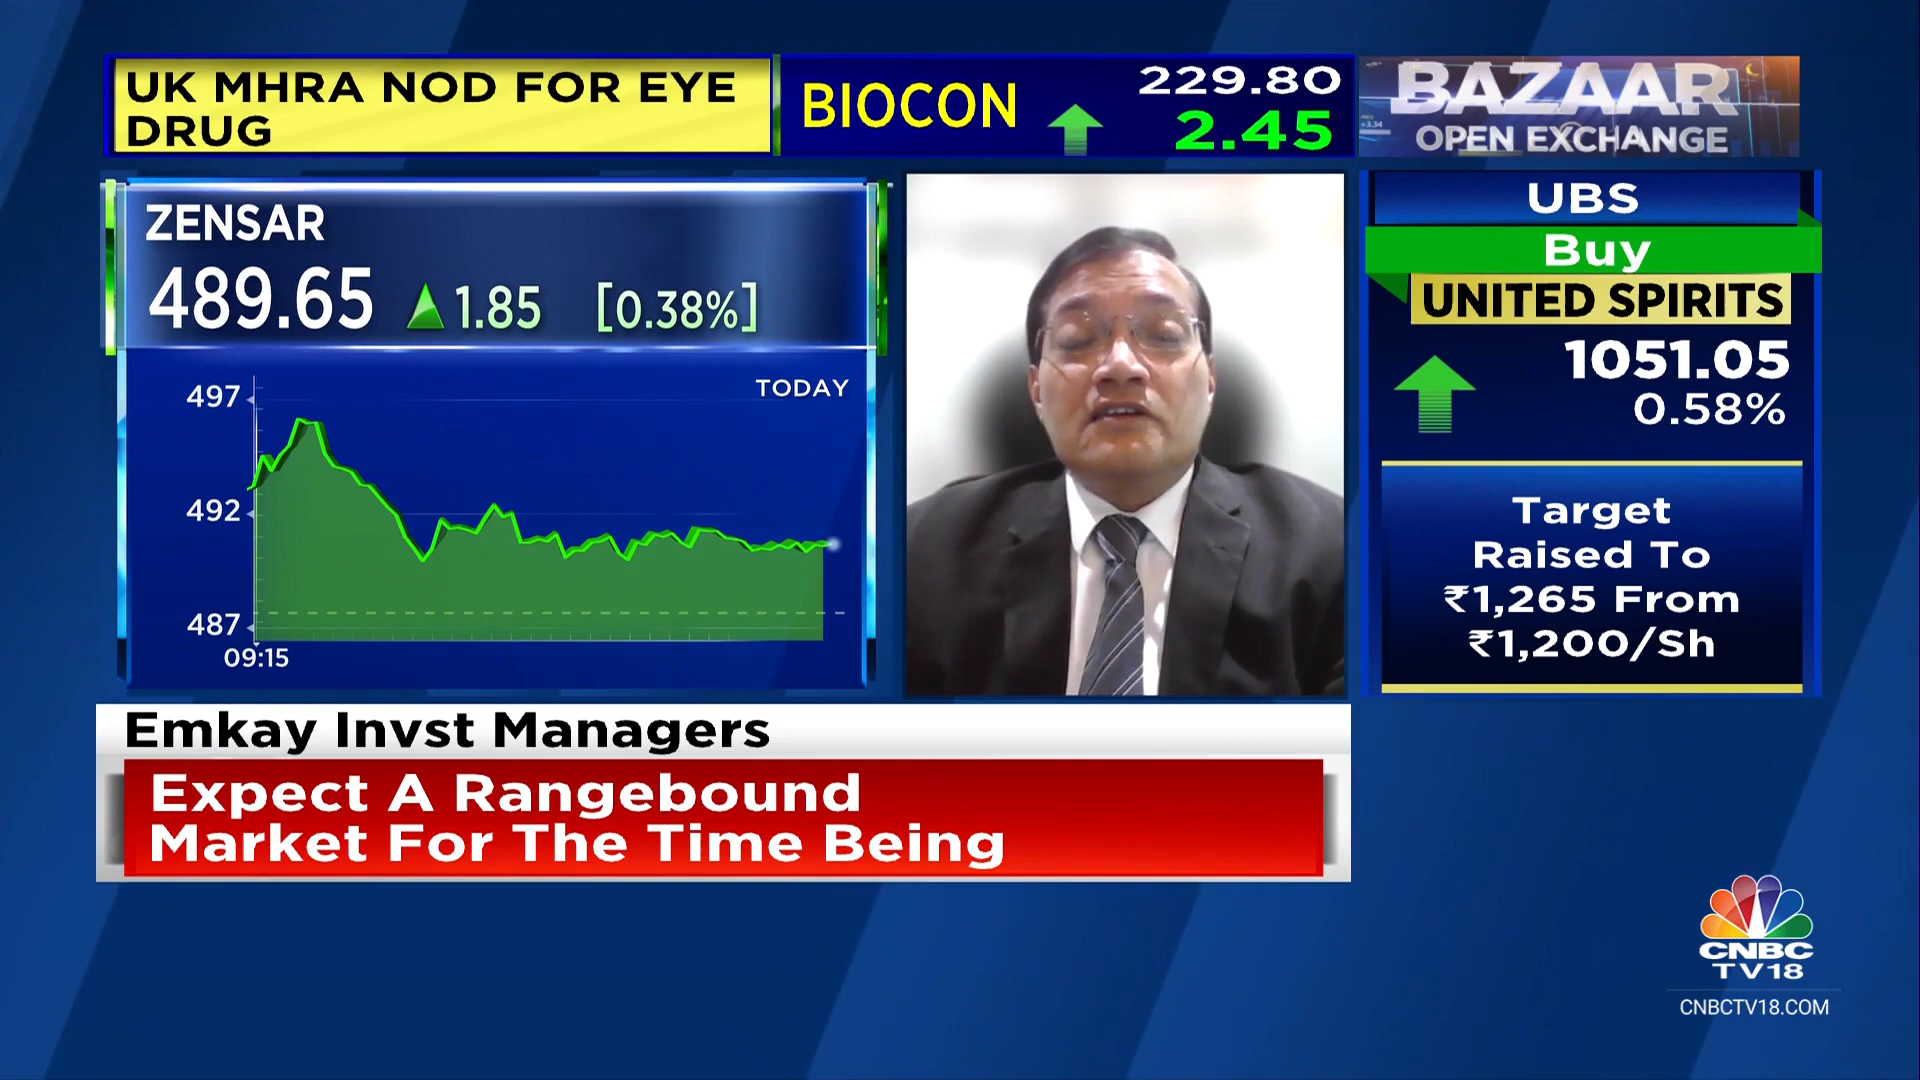 UK MHRA NOD FOR EYE
DRUG
BIOCON
229.80
2.45
BAZAAR
OPEN EXCHANGE
ZENSAR
489.65 1.85 [0.38%]
TODAY
497
492
487
09:15
UBS
Buy
UNITED SPIRITS
1051.05
0.58%
Target
Raised To
₹1,265 From
₹1,200/Sh
Emkay Invst Managers
Expect A Rangebound
Market For The Time Being
CNBC
TV18
CNBCTV18.COM